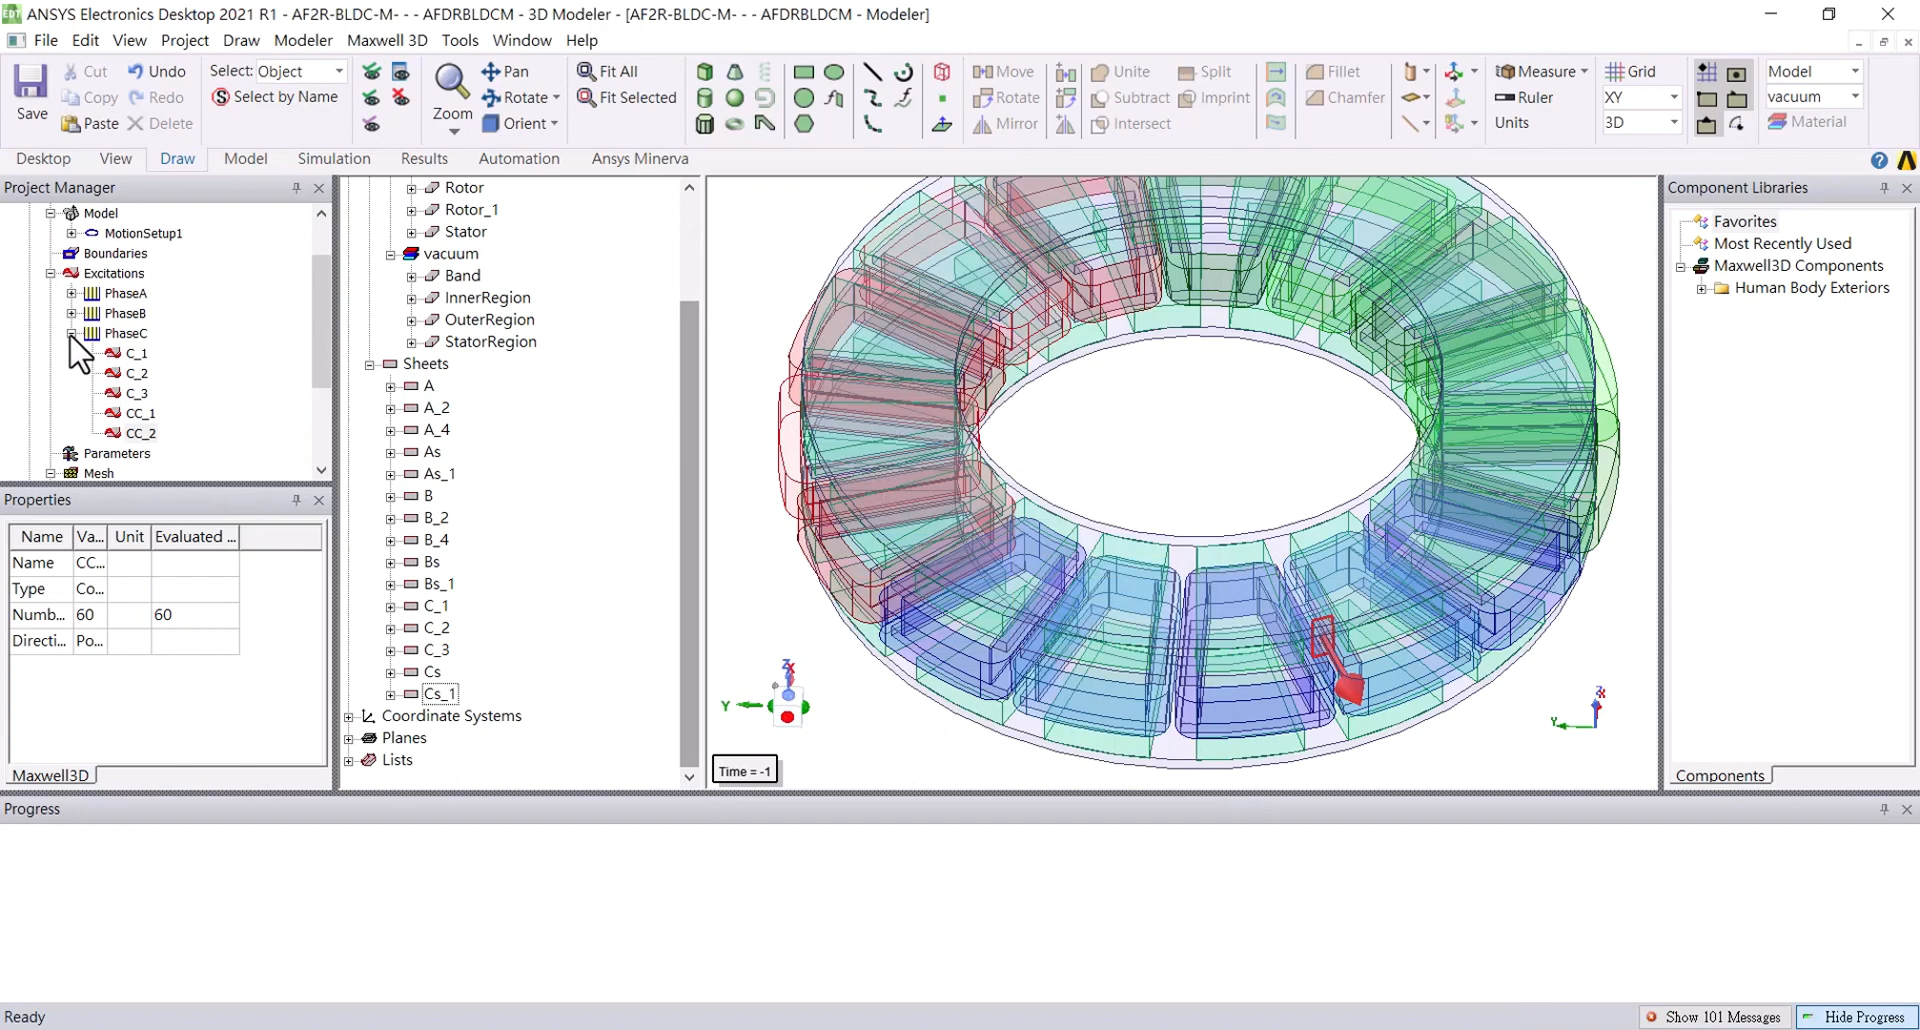 ANSYS Electronics Desktop 2021 R1 - AF2R-BLDC-M- - - AFDRBLDCM - 3D Modeler - [AF2R-BLDC-M- - - AFDRBLDCM - Modeler]
File Edit View Project Draw Modeler Maxwell 3D Tools Window Help
Save
Cut
Copy
Paste
Undo
Redo
Delete
Select: Object
Select by Name
Zoom
Pan
Rotate
Orient
Fit All
Fit Selected
Move
Rotate
Mirror
Unite
Subtract
Intersect
Split
Imprint
Fillet
Chamfer
Measure
Ruler
Units
Grid
XY
3D
Model
vacuum
Material
Desktop View Draw Model Simulation Results Automation Ansys Minerva
Project Manager
Model
MotionSetup1
Boundaries
Excitations
PhaseA
PhaseB
PhaseC
C_1
C_2
C_3
CC_1
CC_2
Parameters
Mesh
Properties
Name Va... Unit Evaluated ...
Name CC...
Type Co...
Numb... 60 60
Directi... Po...
Maxwell3D
Rotor
Rotor_1
Stator
vacuum
Band
InnerRegion
OuterRegion
StatorRegion
Sheets
A
A_2
A_4
As
As_1
B
B_2
B_4
Bs
Bs_1
C_1
C_2
C_3
Cs
Cs_1
Coordinate Systems
Planes
Lists
Z X
Y
Z X
Y
Time = -1
Component Libraries
Favorites
Most Recently Used
Maxwell3D Components
Human Body Exteriors
Components
Progress
Ready
Show 101 Messages
Hide Progress